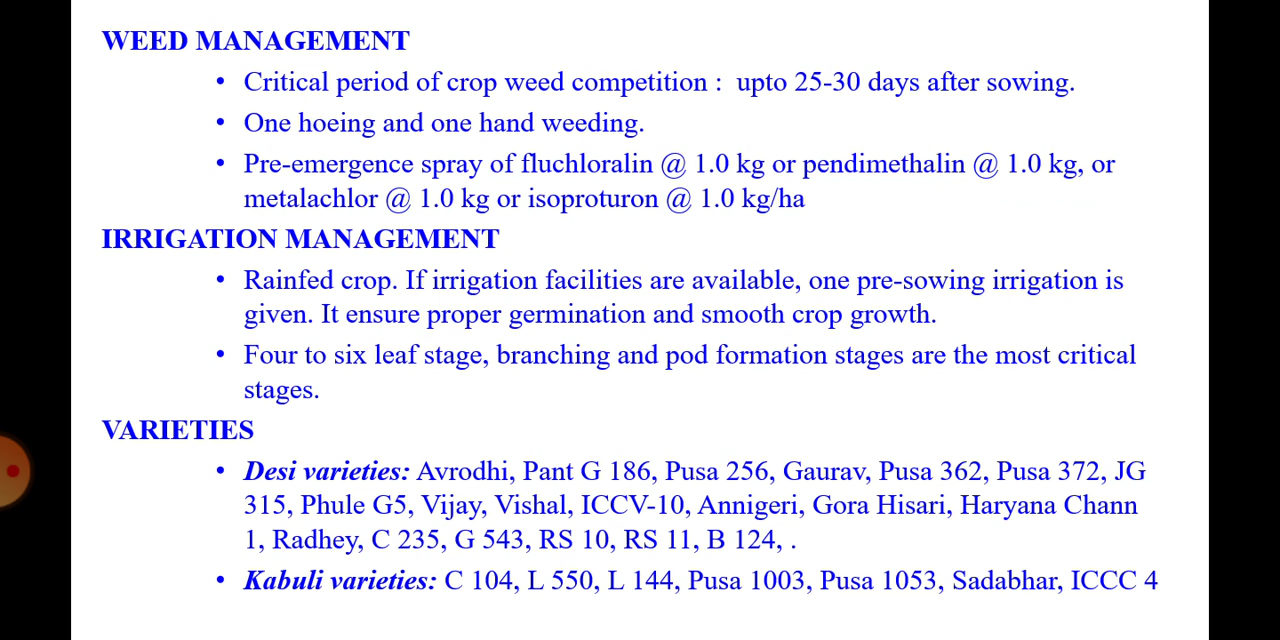 WEED MANAGEMENT
• Critical period of crop weed competition :  upto 25-30 days after sowing.
• One hoeing and one hand weeding.
• Pre-emergence spray of fluchloralin @ 1.0 kg or pendimethalin @ 1.0 kg, or
metalachlor @ 1.0 kg or isoproturon @ 1.0 kg/ha
IRRIGATION MANAGEMENT
• Rainfed crop. If irrigation facilities are available, one pre-sowing irrigation is
given. It ensure proper germination and smooth crop growth.
• Four to six leaf stage, branching and pod formation stages are the most critical
stages.
VARIETIES
• Desi varieties: Avrodhi, Pant G 186, Pusa 256, Gaurav, Pusa 362, Pusa 372, JG
315, Phule G5, Vijay, Vishal, ICCV-10, Annigeri, Gora Hisari, Haryana Chann
1, Radhey, C 235, G 543, RS 10, RS 11, B 124, .
• Kabuli varieties: C 104, L 550, L 144, Pusa 1003, Pusa 1053, Sadabhar, ICCC 4